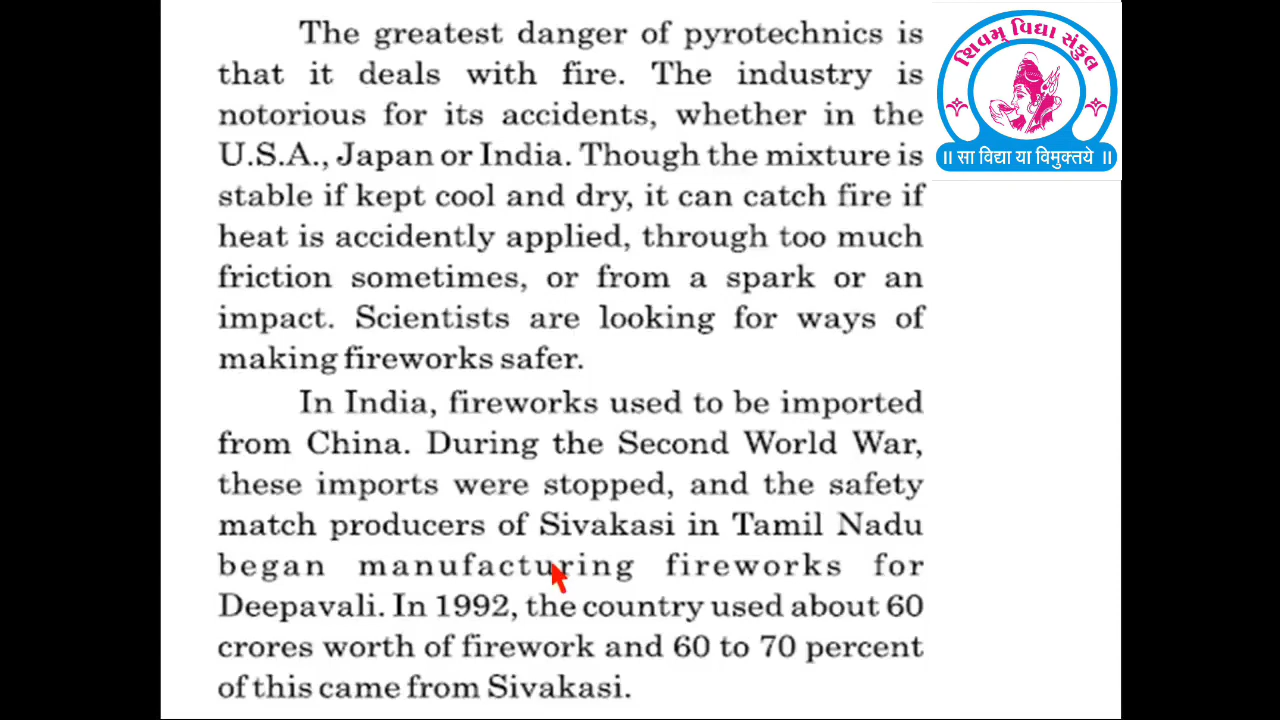 The greatest danger of pyrotechnics is
that it deals with fire. The industry is
notorious for its accidents, whether in the
U.S.A., Japan or India. Though the mixture is
stable if kept cool and dry, it can catch fire if
heat is accidently applied, through too much
friction sometimes, or from a spark or an
impact. Scientists are looking for ways of
making fireworks safer.
In India, fireworks used to be imported
from China. During the Second World War,
these imports were stopped, and the safety
match producers of Sivakasi in Tamil Nadu
began manufacturing fireworks for
Deepavali. In 1992, the country used about 60
crores worth of firework and 60 to 70 percent
of this came from Sivakasi.
શિવમ્ વિદ્યા સંકુલ
॥ सा विद्या या विमुक्तये ॥